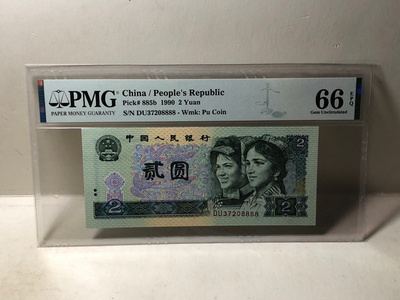 PMG
PAPER MONEY GUARANTY
China / People's Republic
Pick# 885b 1990 2 Yuan
S/N DU37208888 - Wmk: Pu Coin
66 EPQ
Gem Uncirculated
中国人民银行
2
贰圆
DU37208888
2
2